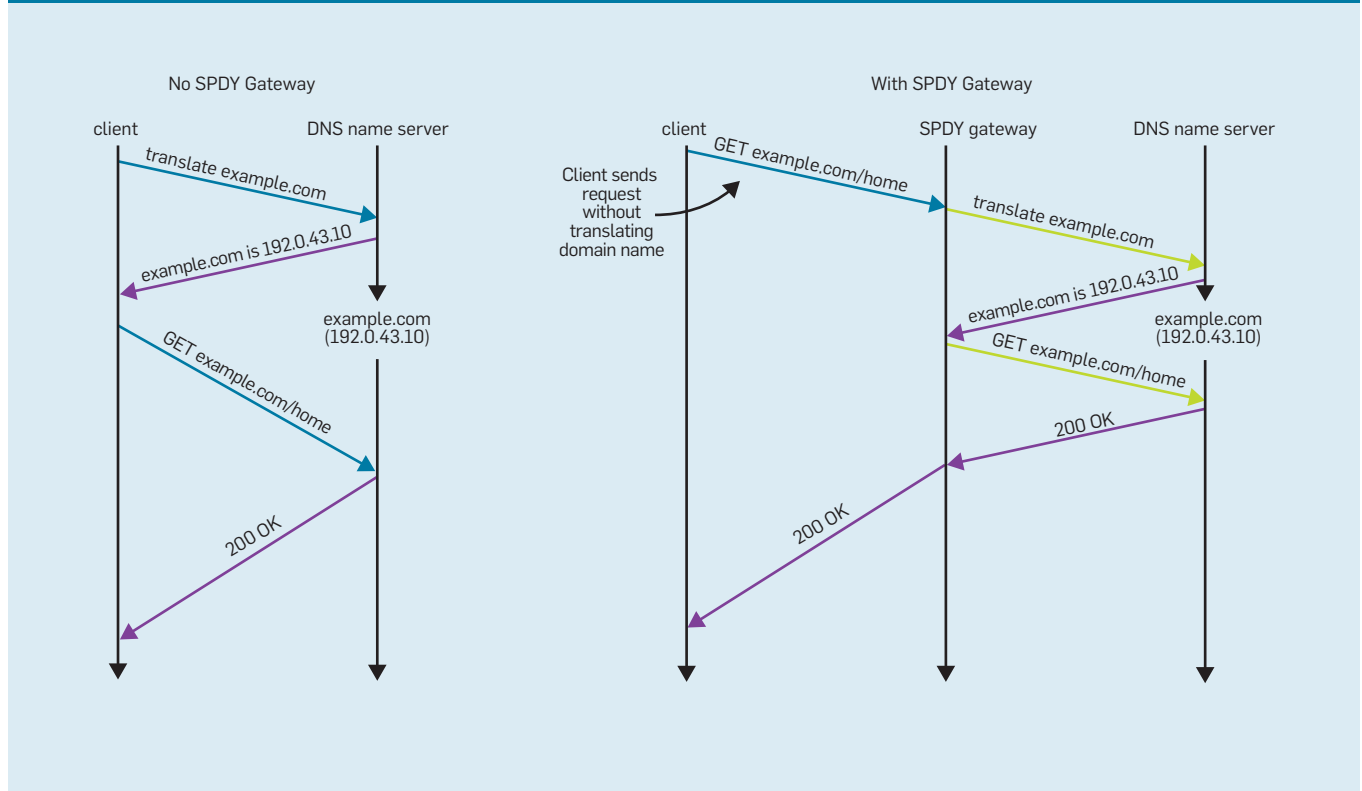 No SPDY Gateway
client
DNS name server
translate example.com
example.com is 192.0.43.10
example.com
(192.0.43.10)
GET example.com/home
200 OK
With SPDY Gateway
client
SPDY gateway
DNS name server
GET example.com/home
Client sends
request
without
translating
domain name
translate example.com
example.com is 192.0.43.10
example.com
(192.0.43.10)
GET example.com/home
200 OK
200 OK